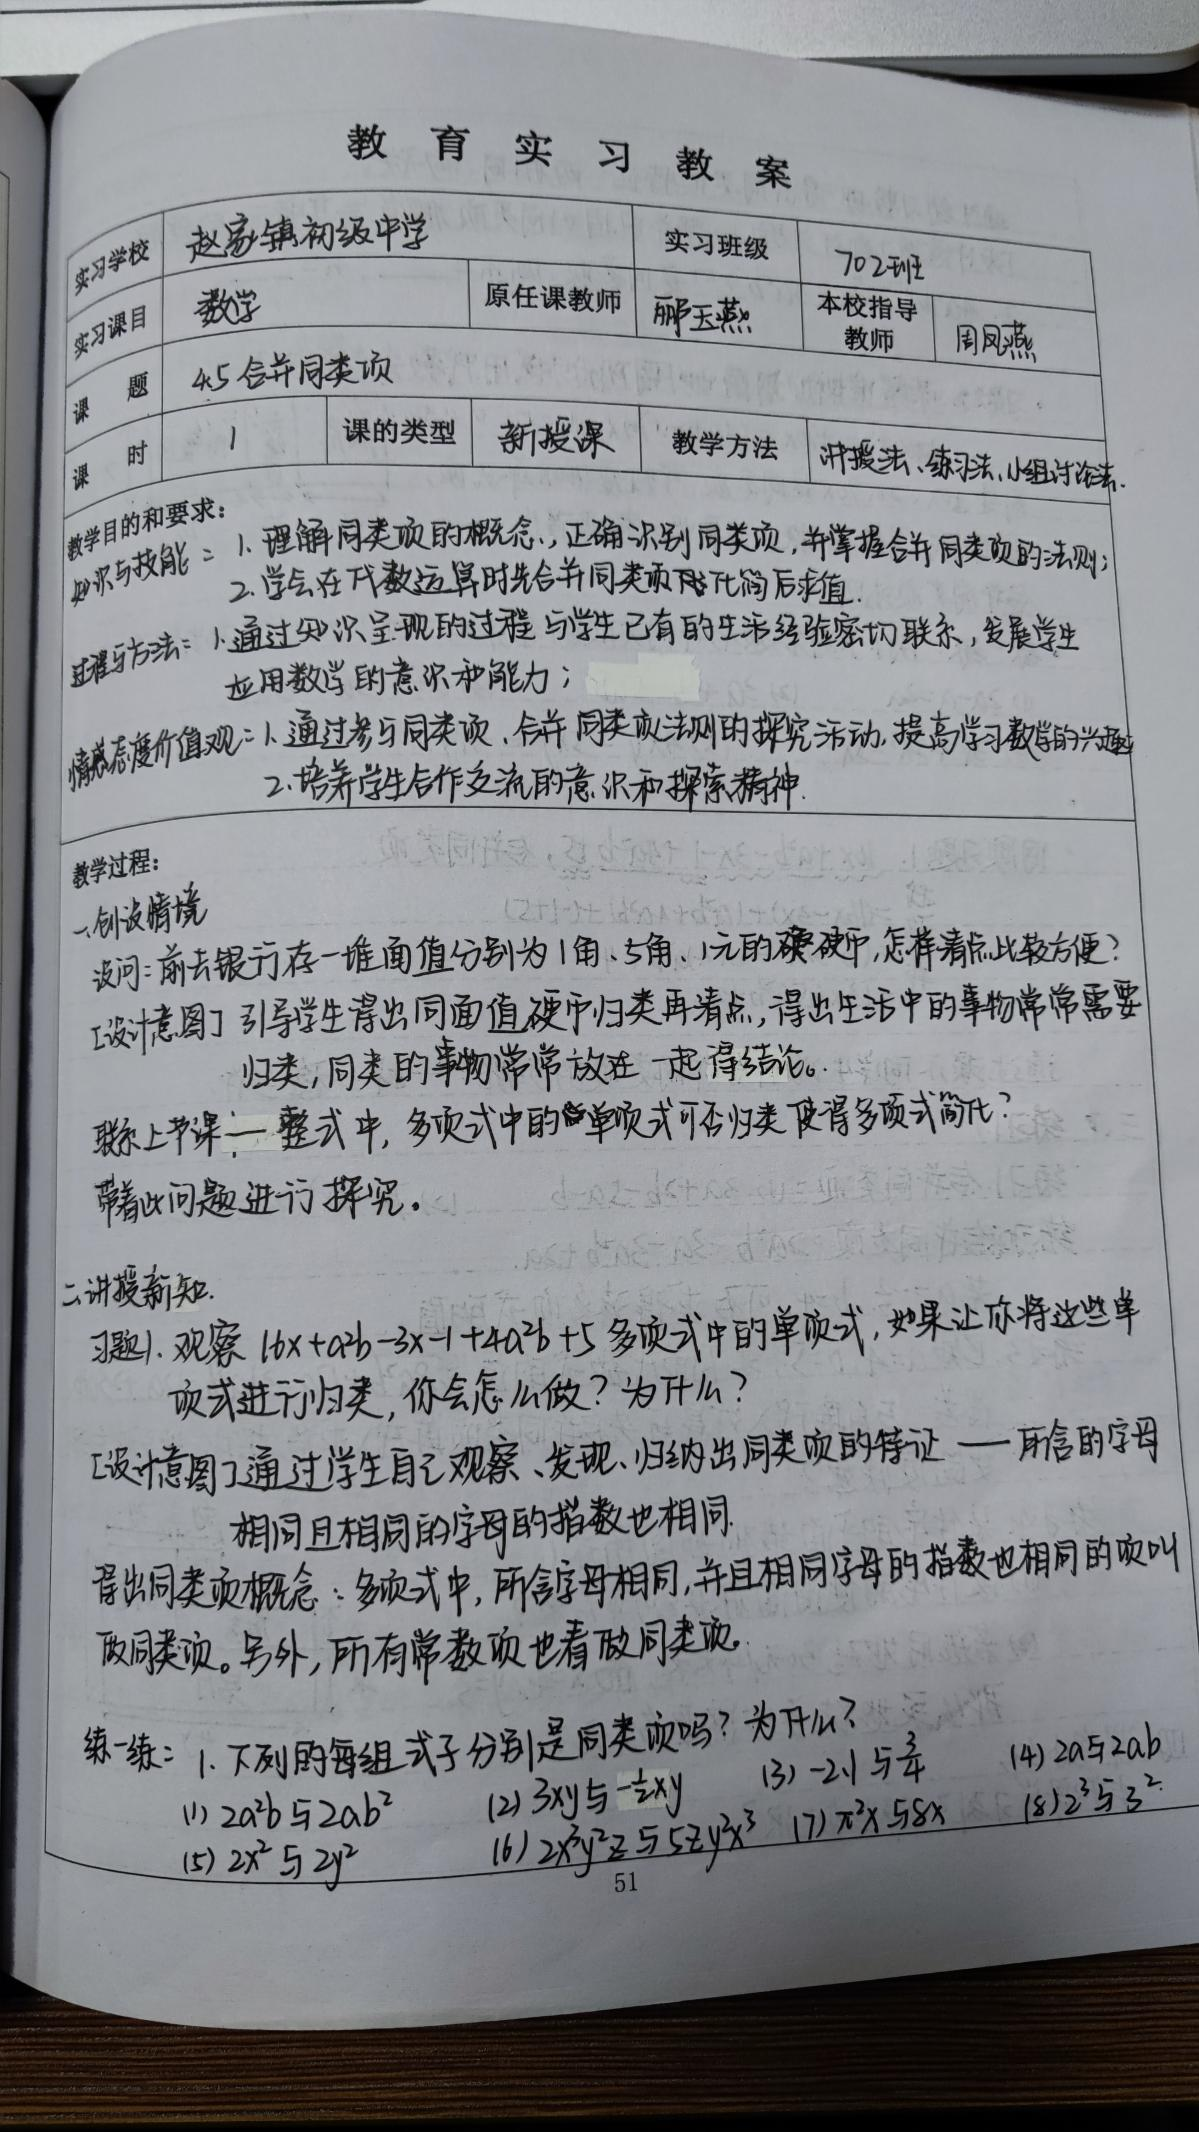 教育实习教案
实习学校 赵家镇初级中学 实习班级 702班
实习课目 数学 原任课教师 郦玉燕 本校指导教师 周凤燕
课题 4.5合并同类项
课时 1 课的类型 新授课 教学方法 讲授法、练习法、小组讨论法.
教学目的和要求:
知识与技能: 1. 理解同类项的概念,正确识别同类项,并掌握合并同类项的法则;
2. 学会在代数运算时先合并同类项化简后求值.
过程与方法: 1. 通过知识呈现的过程与学生已有的生活经验密切联系,发展学生
应用数学的意识和能力;
情感态度价值观: 1. 通过参与同类项、合并同类项法则的探究活动,提高学习数学的兴趣
2. 培养学生合作交流的意识和探索精神.
教学过程:
一、创设情境
设问: 前去银行存一堆面值分别为1角、5角、1元的硬币,怎样清点比较方便?
[设计意图] 引导学生得出同面值硬币归类再清点,得出生活中的事物常常需要
归类,同类的事物常常放在一起得结论。
联系上节课—整式中,多项式中的单项式可否归类使得多项式简化?
带着此问题进行探究。
二、讲授新知.
习题1. 观察 16x+a²b-3x-1+4a²b+5 多项式中的单项式,如果让你将这些单
项式进行归类,你会怎么做?为什么?
[设计意图] 通过学生自己观察、发现、归纳出同类项的特证——所含的字母
相同且相同的字母的指数也相同.
得出同类项概念: 多项式中,所含字母相同,并且相同字母的指数也相同的项叫
做同类项。另外,所有常数项也看做同类项。
练一练: 1. 下列的每组式子分别是同类项吗?为什么?
(1) 2a²b与2ab² (2) 3xy与-½xy (3) -2.1与¾ (4) 2a与2ab
(5) 2x²与2y² (6) 2x³y²z与5zy²x³ (7) π²x与8x (8) 2³与3²
51